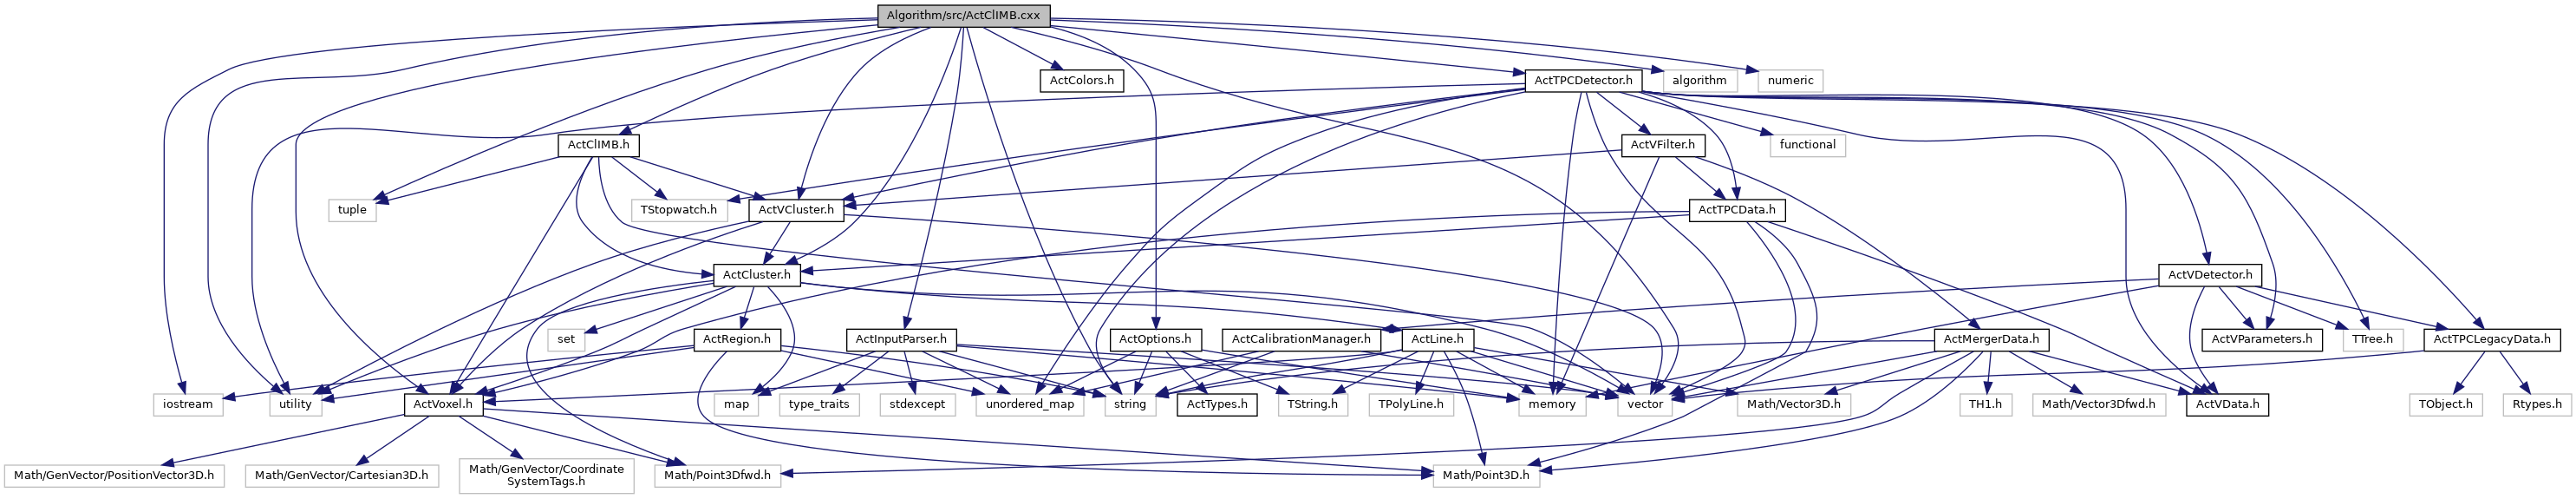 Algorithm/src/ActClIMB.cxx
ActColors.h
ActTPCDetector.h
algorithm
numeric
ActClIMB.h
ActVFilter.h
functional
tuple
TStopwatch.h
ActVCluster.h
ActTPCData.h
ActCluster.h
ActVDetector.h
set
ActRegion.h
ActInputParser.h
ActOptions.h
ActCalibrationManager.h
ActLine.h
ActMergerData.h
ActVParameters.h
TTree.h
ActTPCLegacyData.h
iostream
utility
ActVoxel.h
map
type_traits
stdexcept
unordered_map
string
ActTypes.h
TString.h
TPolyLine.h
memory
vector
Math/Vector3D.h
TH1.h
Math/Vector3Dfwd.h
ActVData.h
TObject.h
Rtypes.h
Math/GenVector/PositionVector3D.h
Math/GenVector/Cartesian3D.h
Math/GenVector/Coordinate
SystemTags.h
Math/Point3Dfwd.h
Math/Point3D.h